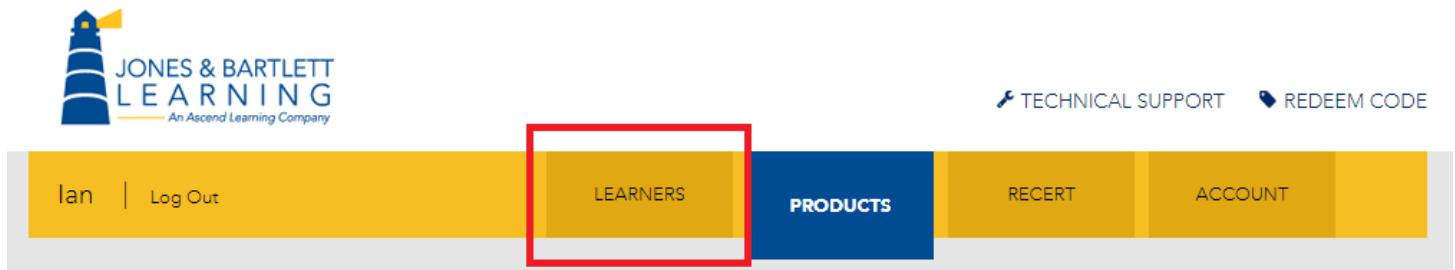 JONES & BARTLETT
LEARNING
An Ascend Learning Company
TECHNICAL SUPPORT
REDEEM CODE
Ian | Log Out
LEARNERS
PRODUCTS
RECERT
ACCOUNT